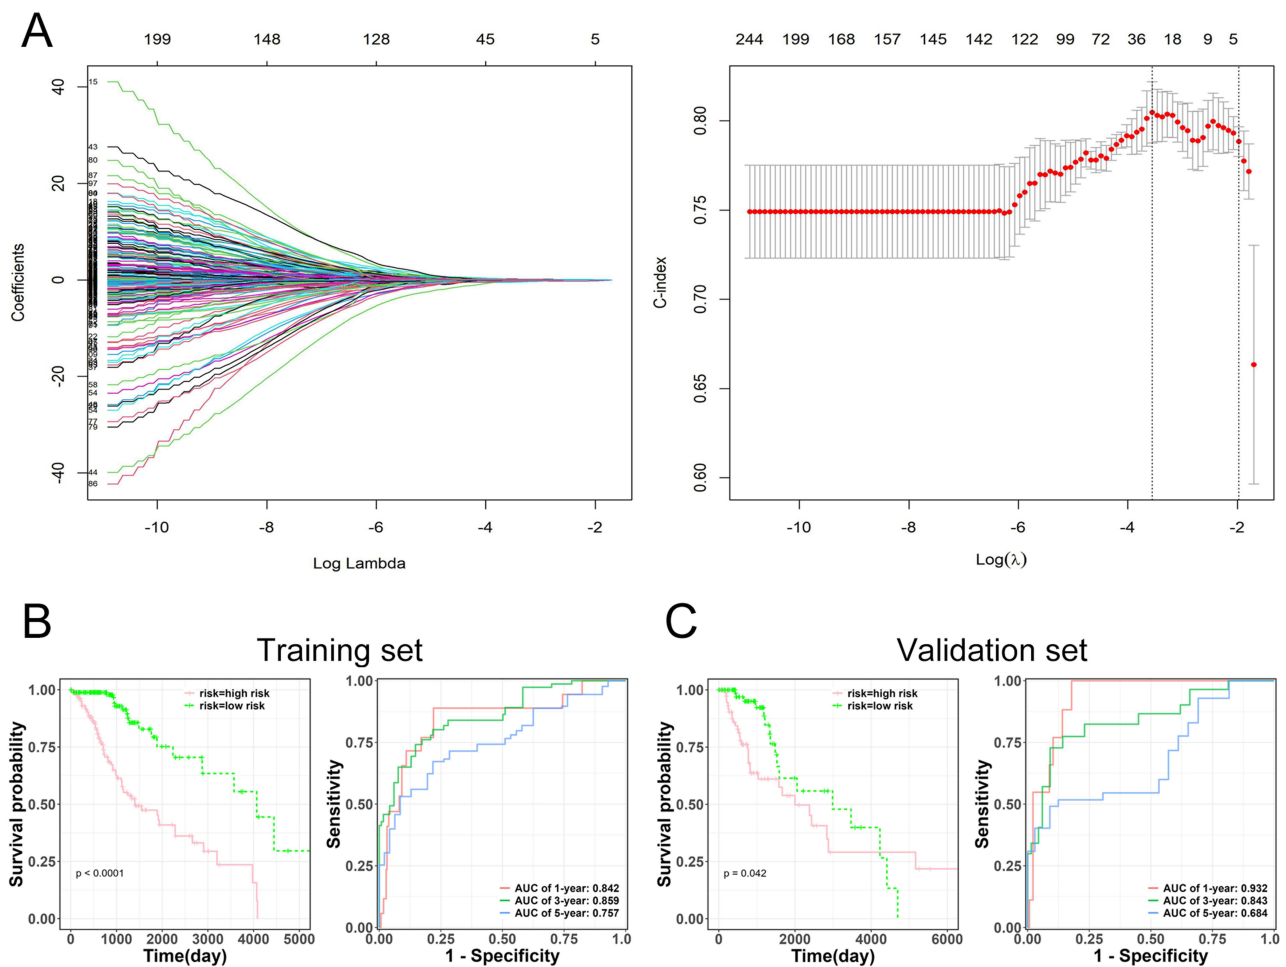 A
199 148 128 45 5
40
20
0
20
-40
Coefficients
15
43
80
87
97
58
54
54
77
79
44
86
-10 -8 -6 -4 -2
Log Lambda
244 199 168 157 145 142 122 99 72 36 18 9 5
0.80
0.75
0.70
0.65
0.60
C-index
-10 -8 -6 -4 -2
Log(λ)
B
Training set
1.00
0.75
0.50
0.25
0.00
Survival probability
risk=high risk
risk=low risk
p < 0.0001
0 1000 2000 3000 4000 5000
Time(day)
1.00
0.75
0.50
0.25
0.00
Sensitivity
AUC of 1-year: 0.842
AUC of 3-year: 0.859
AUC of 5-year: 0.757
0.00 0.25 0.50 0.75 1.0
1 - Specificity
C
Validation set
1.00
0.75
0.50
0.25
0.00
Survival probability
risk=high risk
risk=low risk
p = 0.042
0 2000 4000 6000
Time(day)
1.00
0.75
0.50
0.25
0.00
Sensitivity
AUC of 1-year: 0.932
AUC of 3-year: 0.843
AUC of 5-year: 0.684
0.00 0.25 0.50 0.75 1.0
1 - Specificity